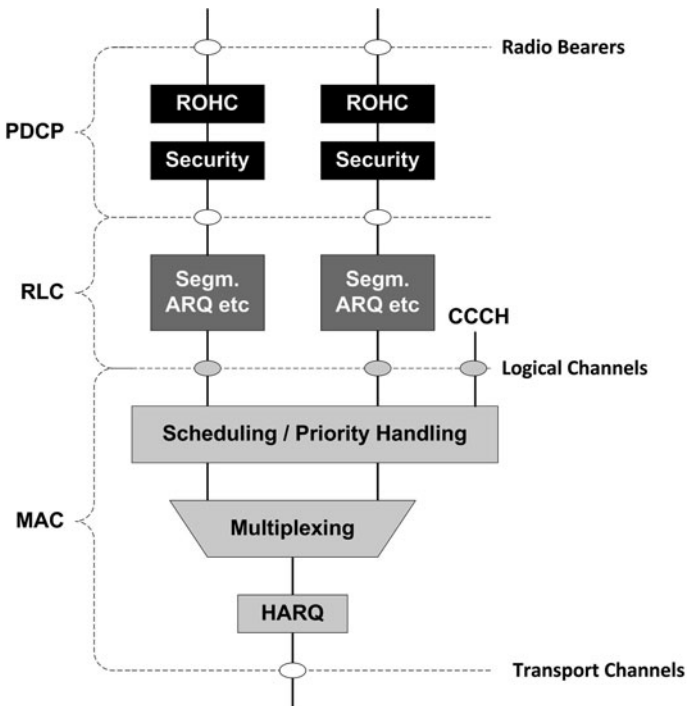 Radio Bearers
ROHC
ROHC
PDCP
Security
Security
Segm.
ARQ etc
Segm.
ARQ etc
RLC
CCCH
Logical Channels
Scheduling / Priority Handling
MAC
Multiplexing
HARQ
Transport Channels